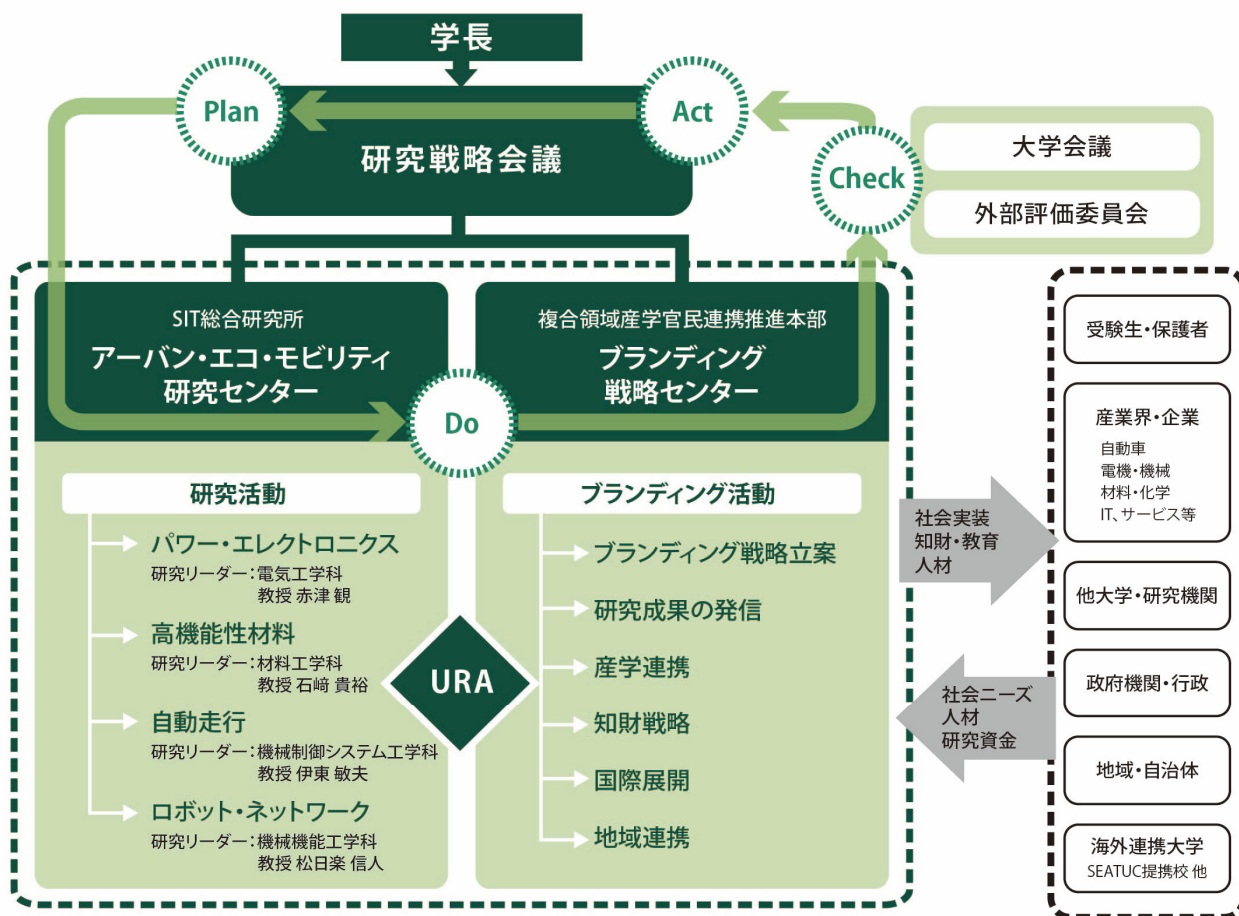 学長
Plan
Act
研究戦略会議
Check
大学会議
外部評価委員会
SIT総合研究所
アーバン・エコ・モビリティ
研究センター
複合領域産学官民連携推進本部
ブランディング
戦略センター
Do
研究活動
パワー・エレクトロニクス
研究リーダー：電気工学科
教授 赤津 観
高機能性材料
研究リーダー：材料工学科
教授 石﨑 貴裕
自動走行
研究リーダー：機械制御システム工学科
教授 伊東 敏夫
ロボット・ネットワーク
研究リーダー：機械機能工学科
教授 松日楽 信人
URA
ブランディング活動
ブランディング戦略立案
研究成果の発信
産学連携
知財戦略
国際展開
地域連携
社会実装
知財・教育
人材
社会ニーズ
人材
研究資金
受験生・保護者
産業界・企業
自動車
電機・機械
材料・化学
IT、サービス等
他大学・研究機関
政府機関・行政
地域・自治体
海外連携大学
SEATUC提携校 他